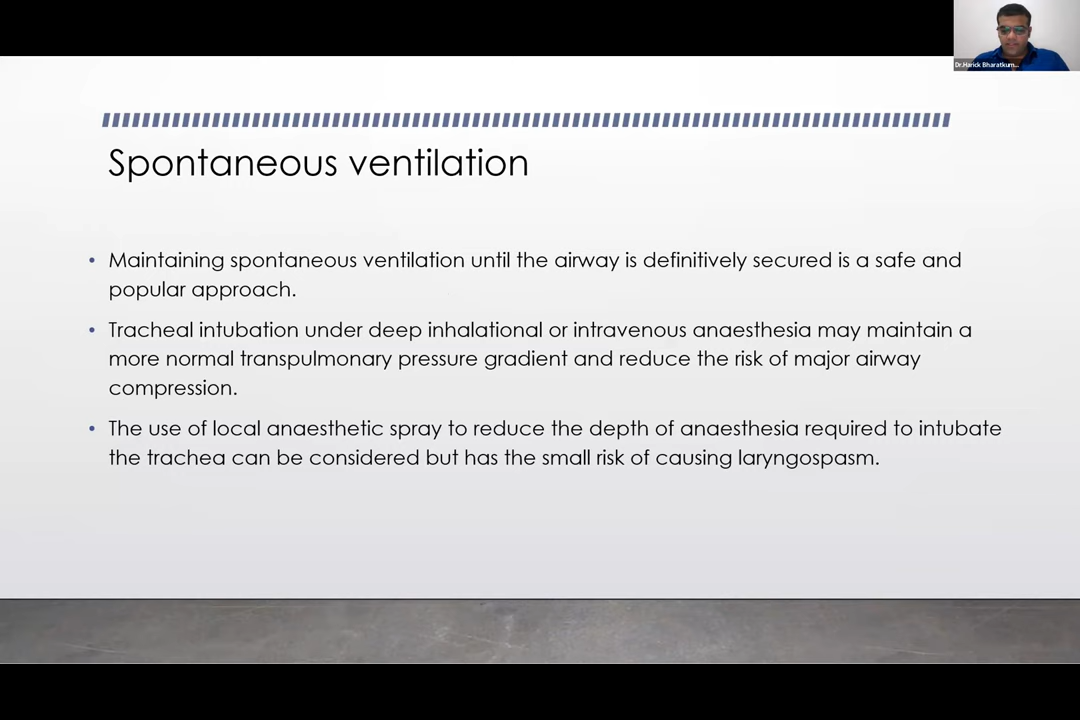 Dr.Harick Bharatkum...
Spontaneous ventilation
• Maintaining spontaneous ventilation until the airway is definitively secured is a safe and
popular approach.
• Tracheal intubation under deep inhalational or intravenous anaesthesia may maintain a
more normal transpulmonary pressure gradient and reduce the risk of major airway
compression.
• The use of local anaesthetic spray to reduce the depth of anaesthesia required to intubate
the trachea can be considered but has the small risk of causing laryngospasm.